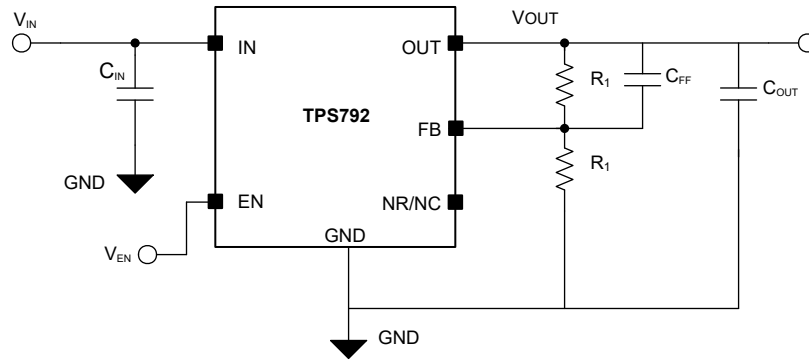 VIN
VOUT
IN
OUT
CIN
R1
CFF
COUT
TPS792
FB
R1
GND
EN
NR/NC
GND
VEN
GND